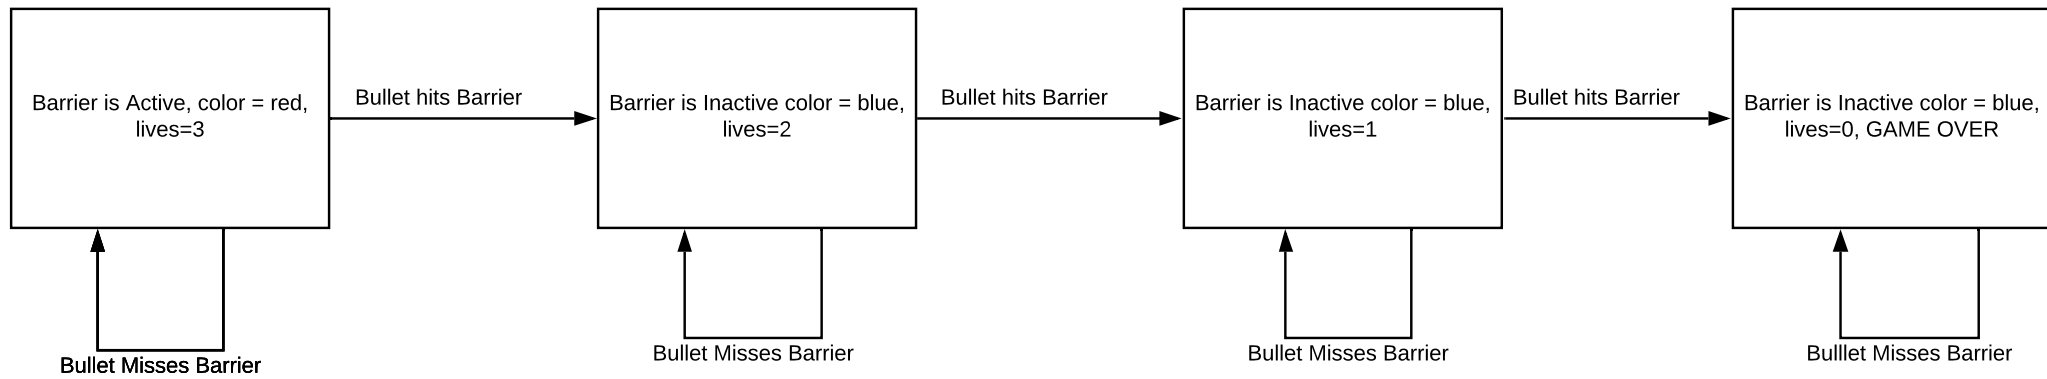 Barrier is Active, color = red,
lives=3
Bullet hits Barrier
Barrier is Inactive color = blue,
lives=2
Bullet hits Barrier
Barrier is Inactive color = blue,
lives=1
Bullet hits Barrier
Barrier is Inactive color = blue,
lives=0, GAME OVER
Bullet Misses Barrier
Bullet Misses Barrier
Bullet Misses Barrier
Bulllet Misses Barrier